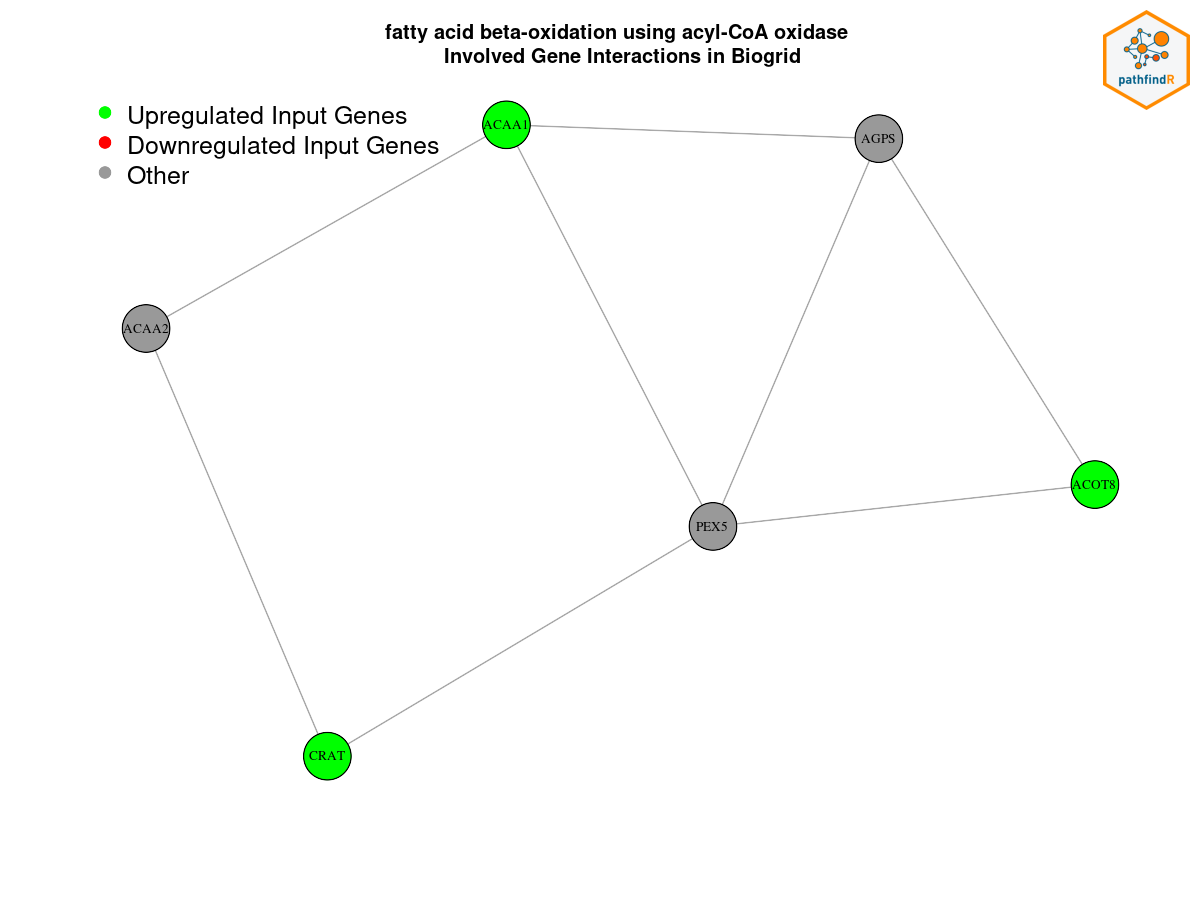 fatty acid beta-oxidation using acyl-CoA oxidase
Involved Gene Interactions in Biogrid
pathfindR
Upregulated Input Genes
Downregulated Input Genes
Other
ACAA1
AGPS
ACAA2
ACOT8
PEX5
CRAT